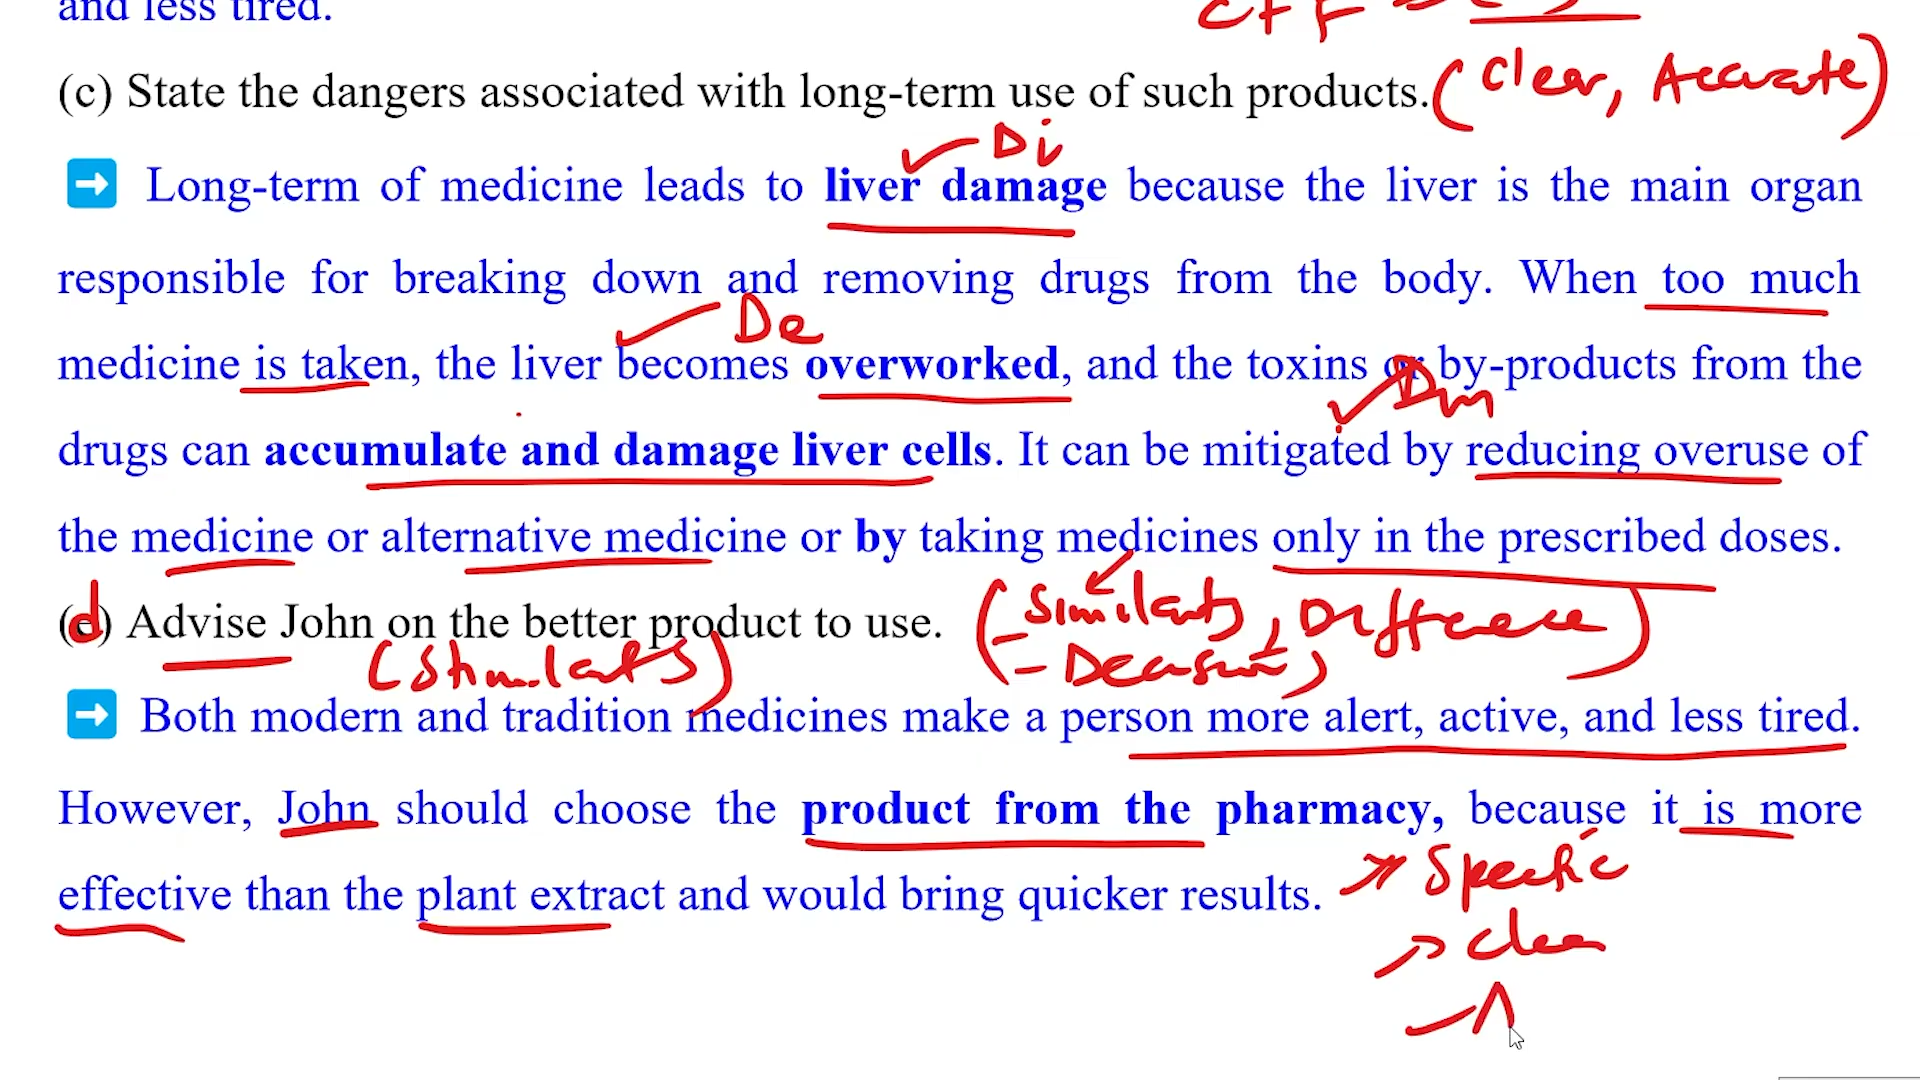 and less tired.
(c) State the dangers associated with long-term use of such products. (Clear, Accurate)
Di
Long-term of medicine leads to liver damage because the liver is the main organ
responsible for breaking down and removing drugs from the body. When too much
De
medicine is taken, the liver becomes overworked, and the toxins or by-products from the
Dm
drugs can accumulate and damage liver cells. It can be mitigated by reducing overuse of
the medicine or alternative medicine or by taking medicines only in the prescribed doses.
(d) Advise John on the better product to use. (Similarity, Difference)
- Decision
Both modern and tradition medicines make a person more alert, active, and less tired.
However, John should choose the product from the pharmacy, because it is more
effective than the plant extract and would bring quicker results. Specific
Clear
A